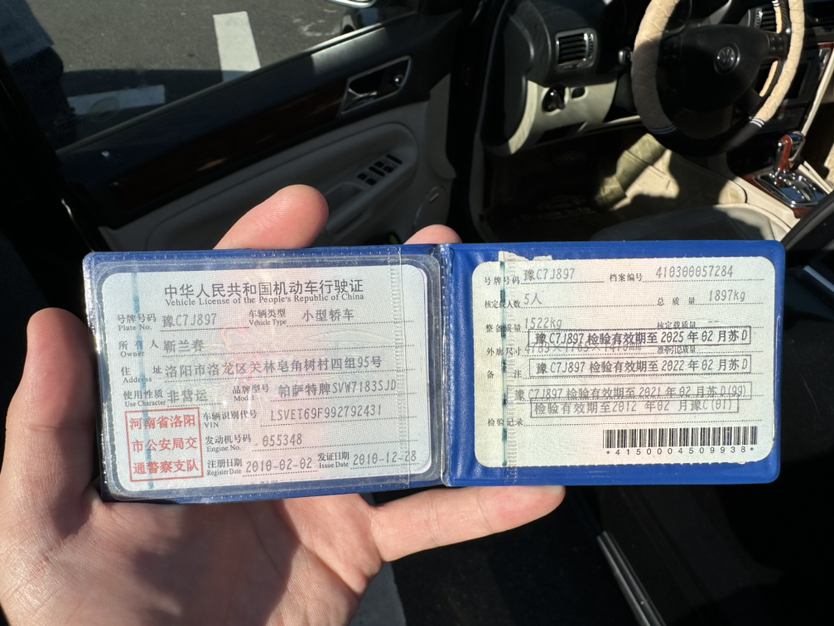 中华人民共和国机动车行驶证
Vehicle License of the People's Republic of China
号牌号码 豫C7J897 车辆类型 小型轿车
Plate No. Vehicle Type
所有人 靳兰春
Owner
住址 洛阳市洛龙区关林皂角树村四组95号
Address
使用性质 非营运 品牌型号 帕萨特牌SVW7183SJD
Use Character Model
河南省洛阳
市公安局交
通警察支队
车辆识别代号 LSVET69F992792431
VIN
发动机号码 055348
Engine No.
注册日期 2010-02-02 发证日期 2010-12-28
Register Date Issue Date
号牌号码 豫C7J897 档案编号 410300057284
核定载人数 5人 总质量 1897kg
整备质量 1522kg 核定载质量 --
豫C7J897 检验有效期至2025年02月苏D
外廓尺寸
豫C7J897 检验有效期至2022年02月苏D
备注
豫C7J897 检验有效期至2021年02月苏D(99)
检验有效期至2012年02月豫C(01)
检验记录
*4150004509938*